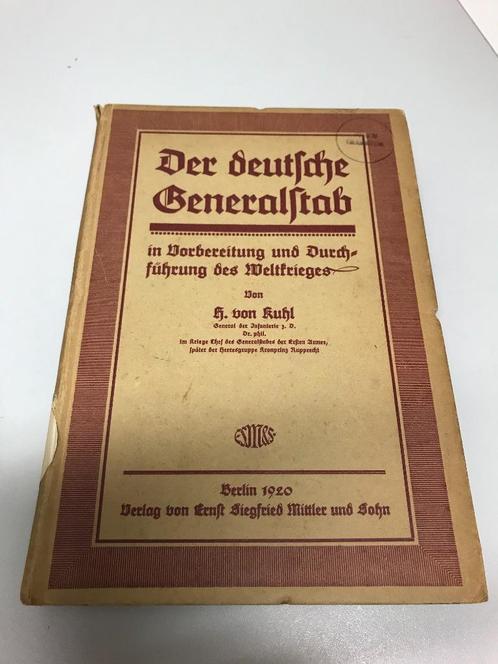 Der deutsche
Generalstab
in Vorbereitung und Durch-
führung des Weltkrieges
Von
H. von Kuhl
General der Infanterie z. D.
Dr. phil.
im Kriege Chef des Generalstabes der Ersten Armee,
später der Heeresgruppe Kronprinz Rupprecht
ESM&S.
Berlin 1920
Verlag von Ernst Siegfried Mittler und Sohn